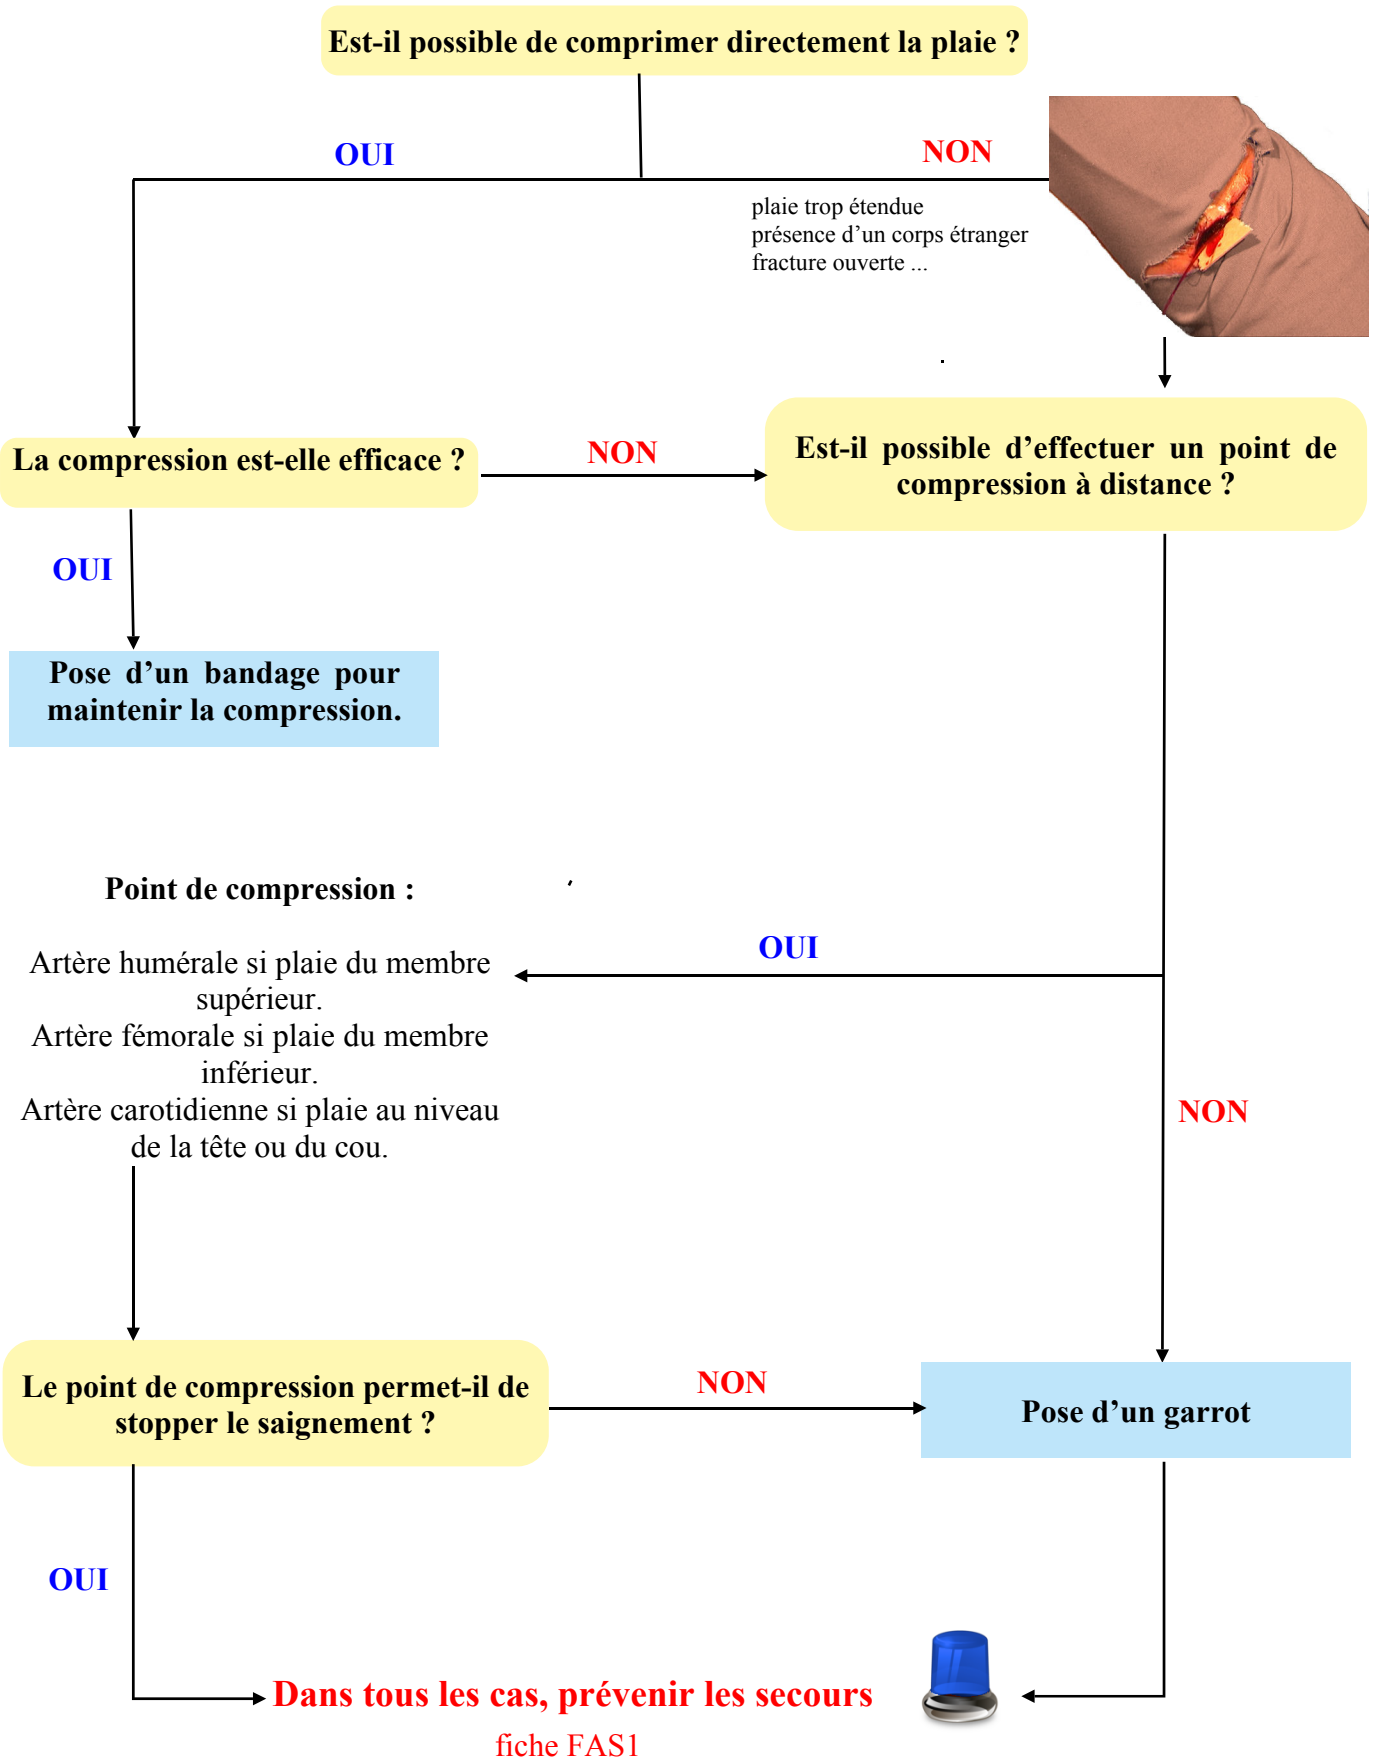 Est-il possible de comprimer directement la plaie ?
OUI
NON
plaie trop étendue
présence d’un corps étranger
fracture ouverte ...
La compression est-elle efficace ?
NON
Est-il possible d’effectuer un point de
compression à distance ?
OUI
Pose d’un bandage pour
maintenir la compression.
Point de compression :
Artère humérale si plaie du membre
supérieur.
Artère fémorale si plaie du membre
inférieur.
Artère carotidienne si plaie au niveau
de la tête ou du cou.
OUI
NON
Le point de compression permet-il de
stopper le saignement ?
NON
Pose d’un garrot
OUI
Dans tous les cas, prévenir les secours
fiche FAS1